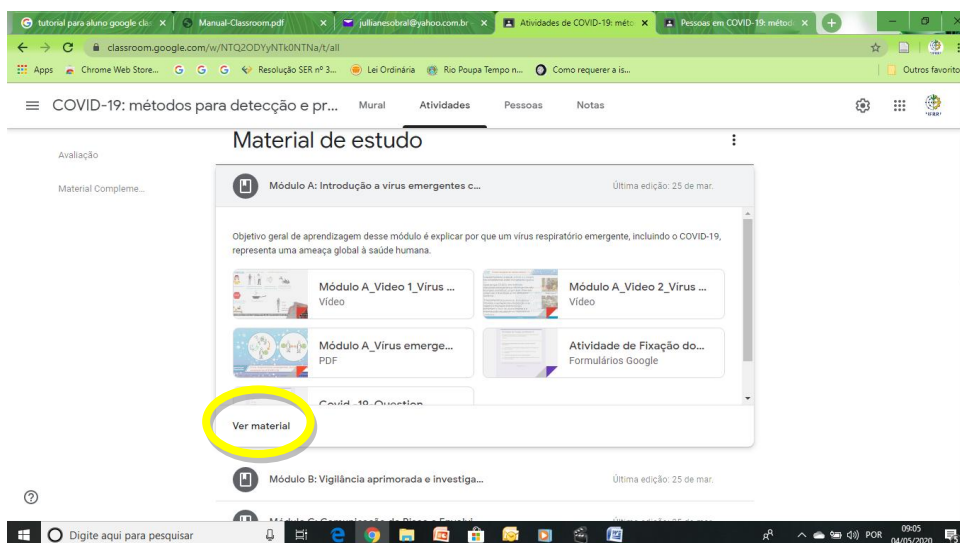 tutorial para aluno google cla
Manual-Classroom.pdf
jullianesobral@yahoo.com.br -
Atividades de COVID-19: méto
Pessoas em COVID-19: métod
classroom.google.com/w/NTQ2ODYyNTk0NTNa/t/all
Apps
Chrome Web Store...
Resolução SER nº 3...
Lei Ordinária
Rio Poupa Tempo n...
Como requerer a is...
Outros favorito
COVID-19: métodos para detecção e pr...
Mural
Atividades
Pessoas
Notas
Avaliação
Material Compleme...
Material de estudo
Módulo A: Introdução a vírus emergentes c...
Última edição: 25 de mar.
Objetivo geral de aprendizagem desse módulo é explicar por que um vírus respiratório emergente, incluindo o COVID-19,
representa uma ameaça global à saúde humana.
Módulo A_Video 1_Vírus ...
Vídeo
Módulo A_Video 2_Vírus ...
Vídeo
Módulo A_Vírus emerge...
PDF
Atividade de Fixação do...
Formulários Google
Covid -19-Question
Ver material
Módulo B: Vigilância aprimorada e investiga...
Última edição: 25 de mar.
Digite aqui para pesquisar
POR
09:05
04/05/2020